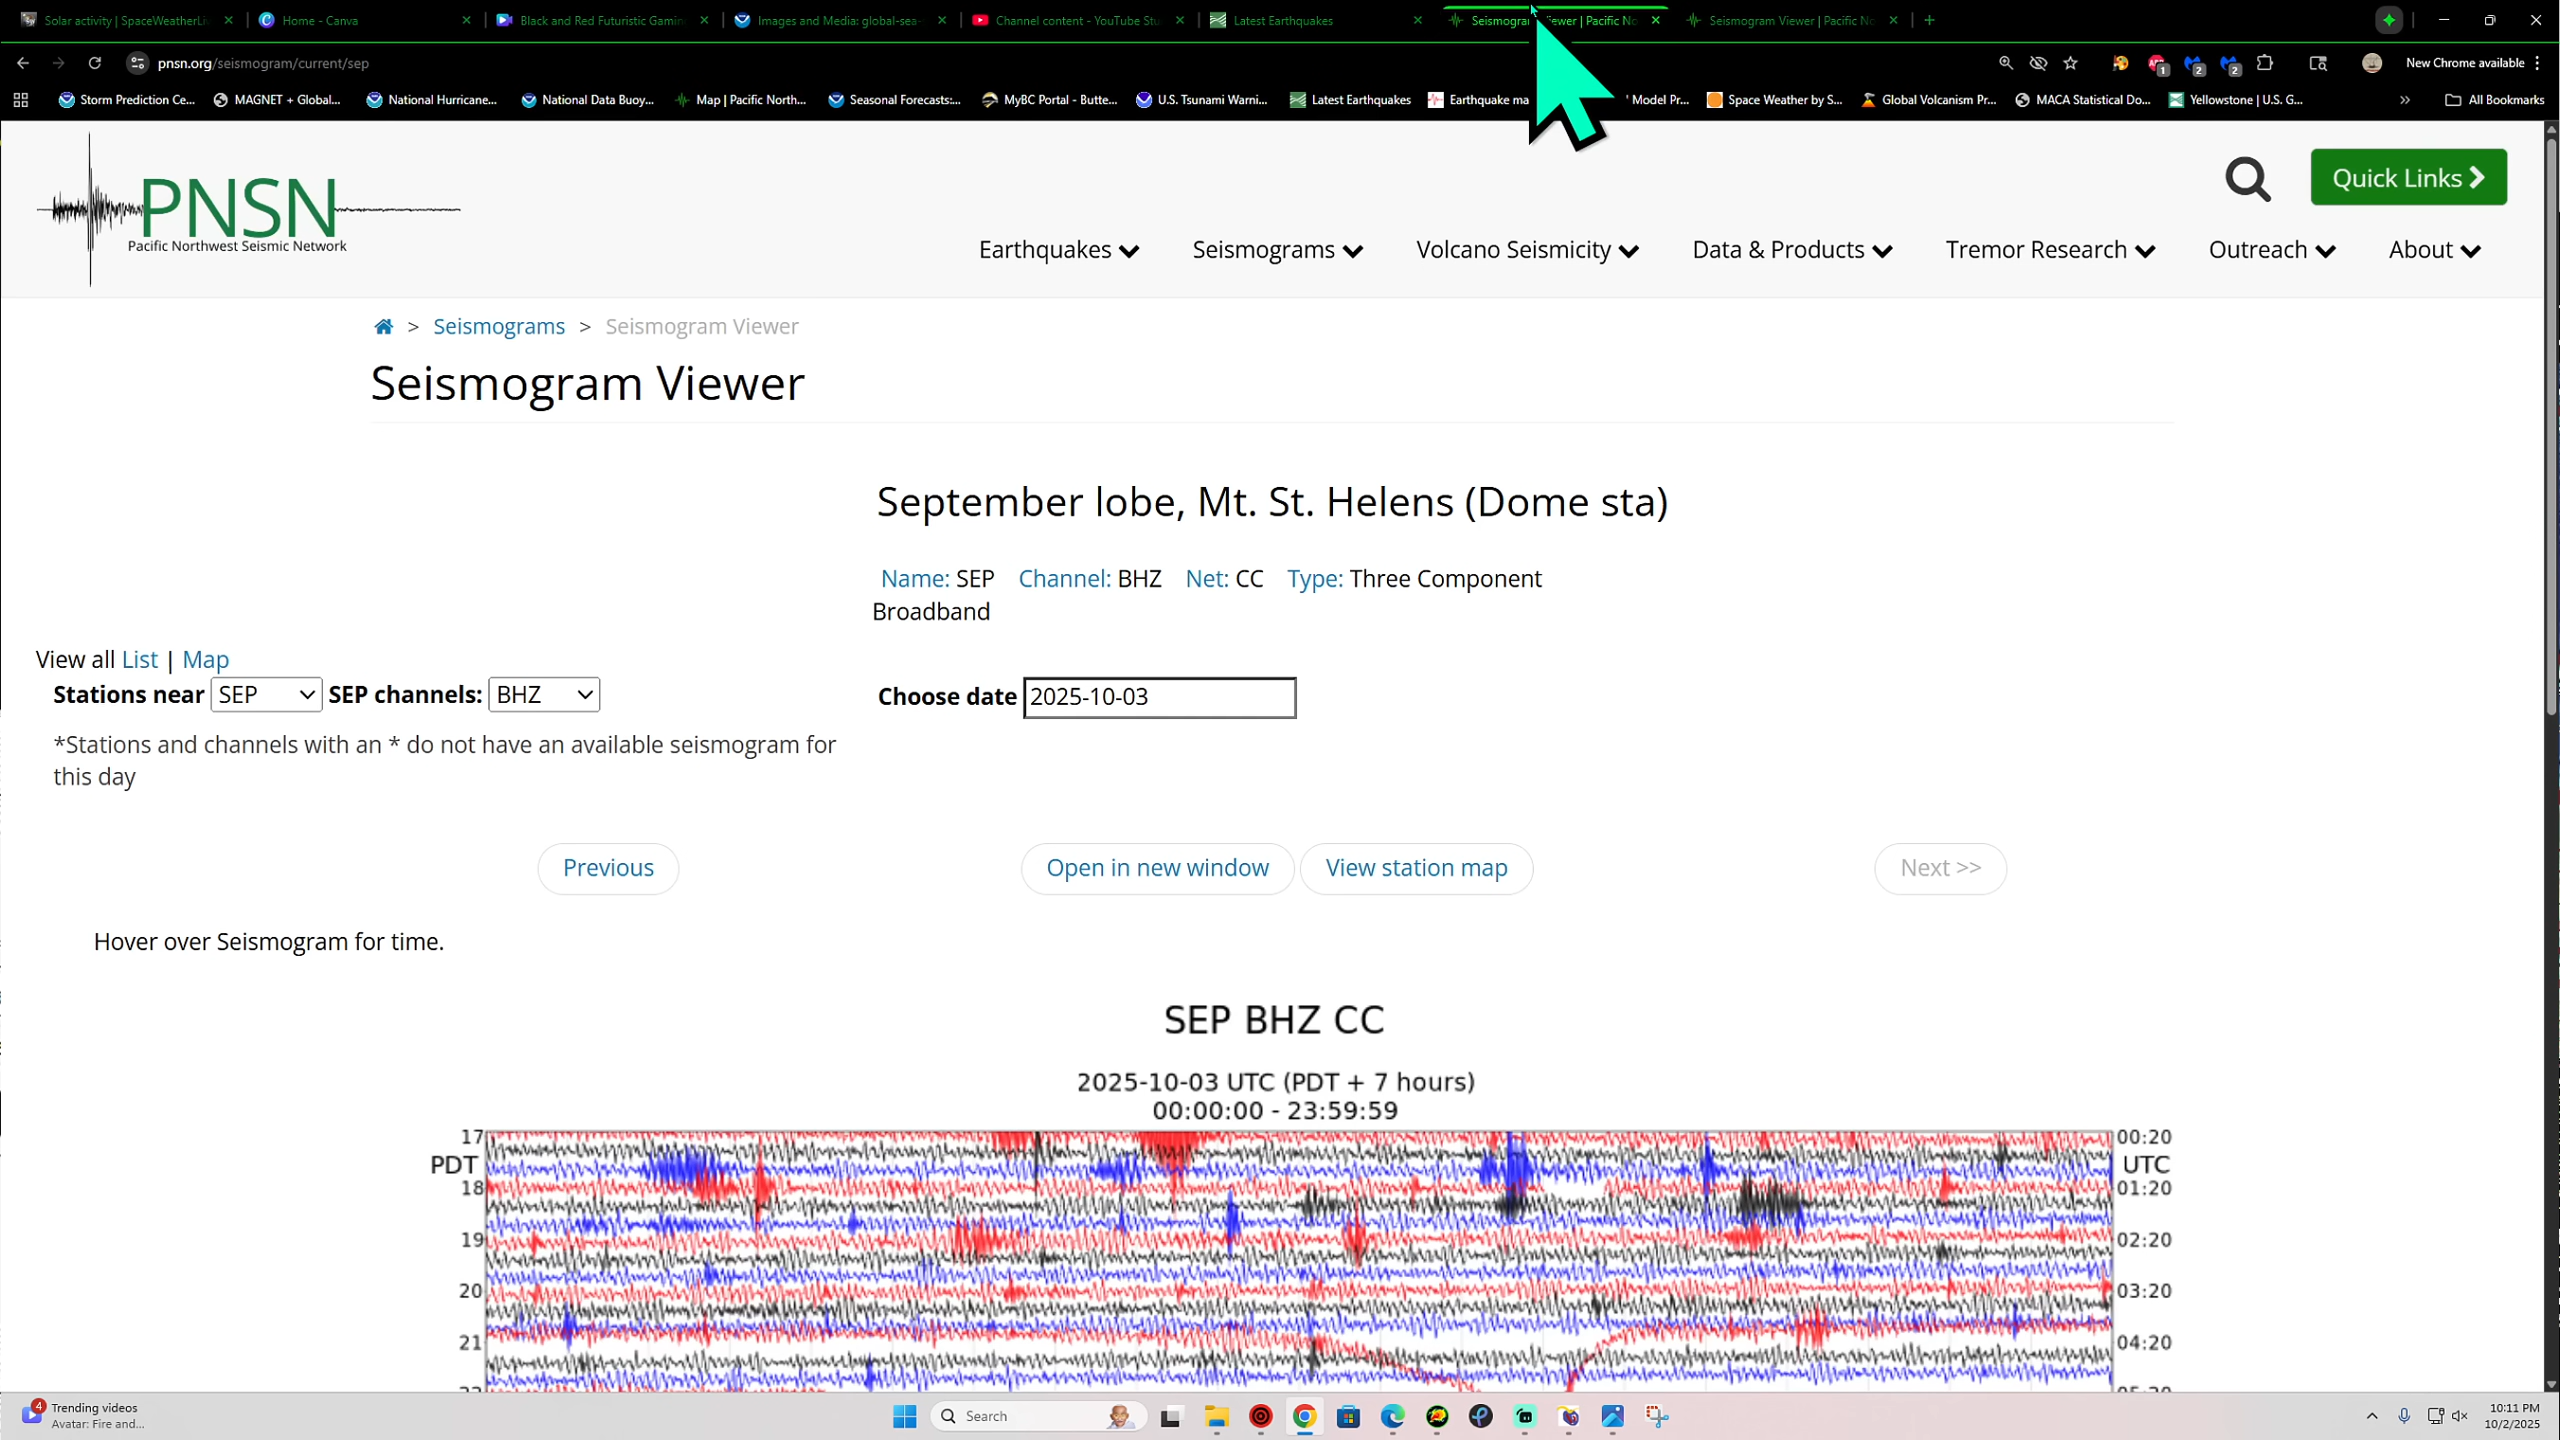 Solar activity | SpaceWeatherLi
Home - Canva
Black and Red Futuristic Gamin
Images and Media: global-sea-
Channel content - YouTube Stu
Latest Earthquakes
Seismogram Viewer | Pacific No
Seismogram Viewer | Pacific No
pnsn.org/seismogram/current/sep
1
2
2
New Chrome available
Storm Prediction Ce...
MAGNET + Global...
National Hurricane...
National Data Buoy...
Map | Pacific North...
Seasonal Forecasts:...
MyBC Portal - Butte...
U.S. Tsunami Warni...
Latest Earthquakes
Earthquake ma
' Model Pr...
Space Weather by S...
Global Volcanism Pr...
MACA Statistical Do...
Yellowstone | U.S. G...
»
All Bookmarks
PNSN
Pacific Northwest Seismic Network
Quick Links
Earthquakes
Seismograms
Volcano Seismicity
Data & Products
Tremor Research
Outreach
About
> Seismograms > Seismogram Viewer
Seismogram Viewer
September lobe, Mt. St. Helens (Dome sta)
Name: SEP Channel: BHZ Net: CC Type: Three Component
Broadband
View all List | Map
Stations near SEP SEP channels: BHZ
Choose date 2025-10-03
*Stations and channels with an * do not have an available seismogram for
this day
Previous
Open in new window
View station map
Next >>
Hover over Seismogram for time.
SEP BHZ CC
2025-10-03 UTC (PDT + 7 hours)
00:00:00 - 23:59:59
17
00:20
PDT
UTC
18
01:20
19
02:20
20
03:20
21
04:20
4
Trending videos
Avatar: Fire and...
Search
10:11 PM
10/2/2025